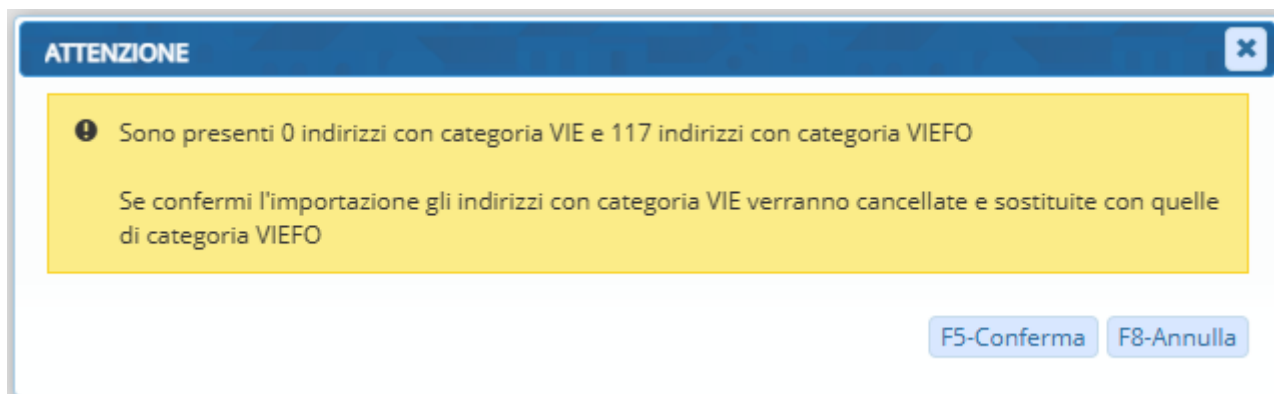 ATTENZIONE
Sono presenti 0 indirizzi con categoria VIE e 117 indirizzi con categoria VIEFO
Se confermi l'importazione gli indirizzi con categoria VIE verranno cancellate e sostituite con quelle
di categoria VIEFO
F5-Conferma F8-Annulla